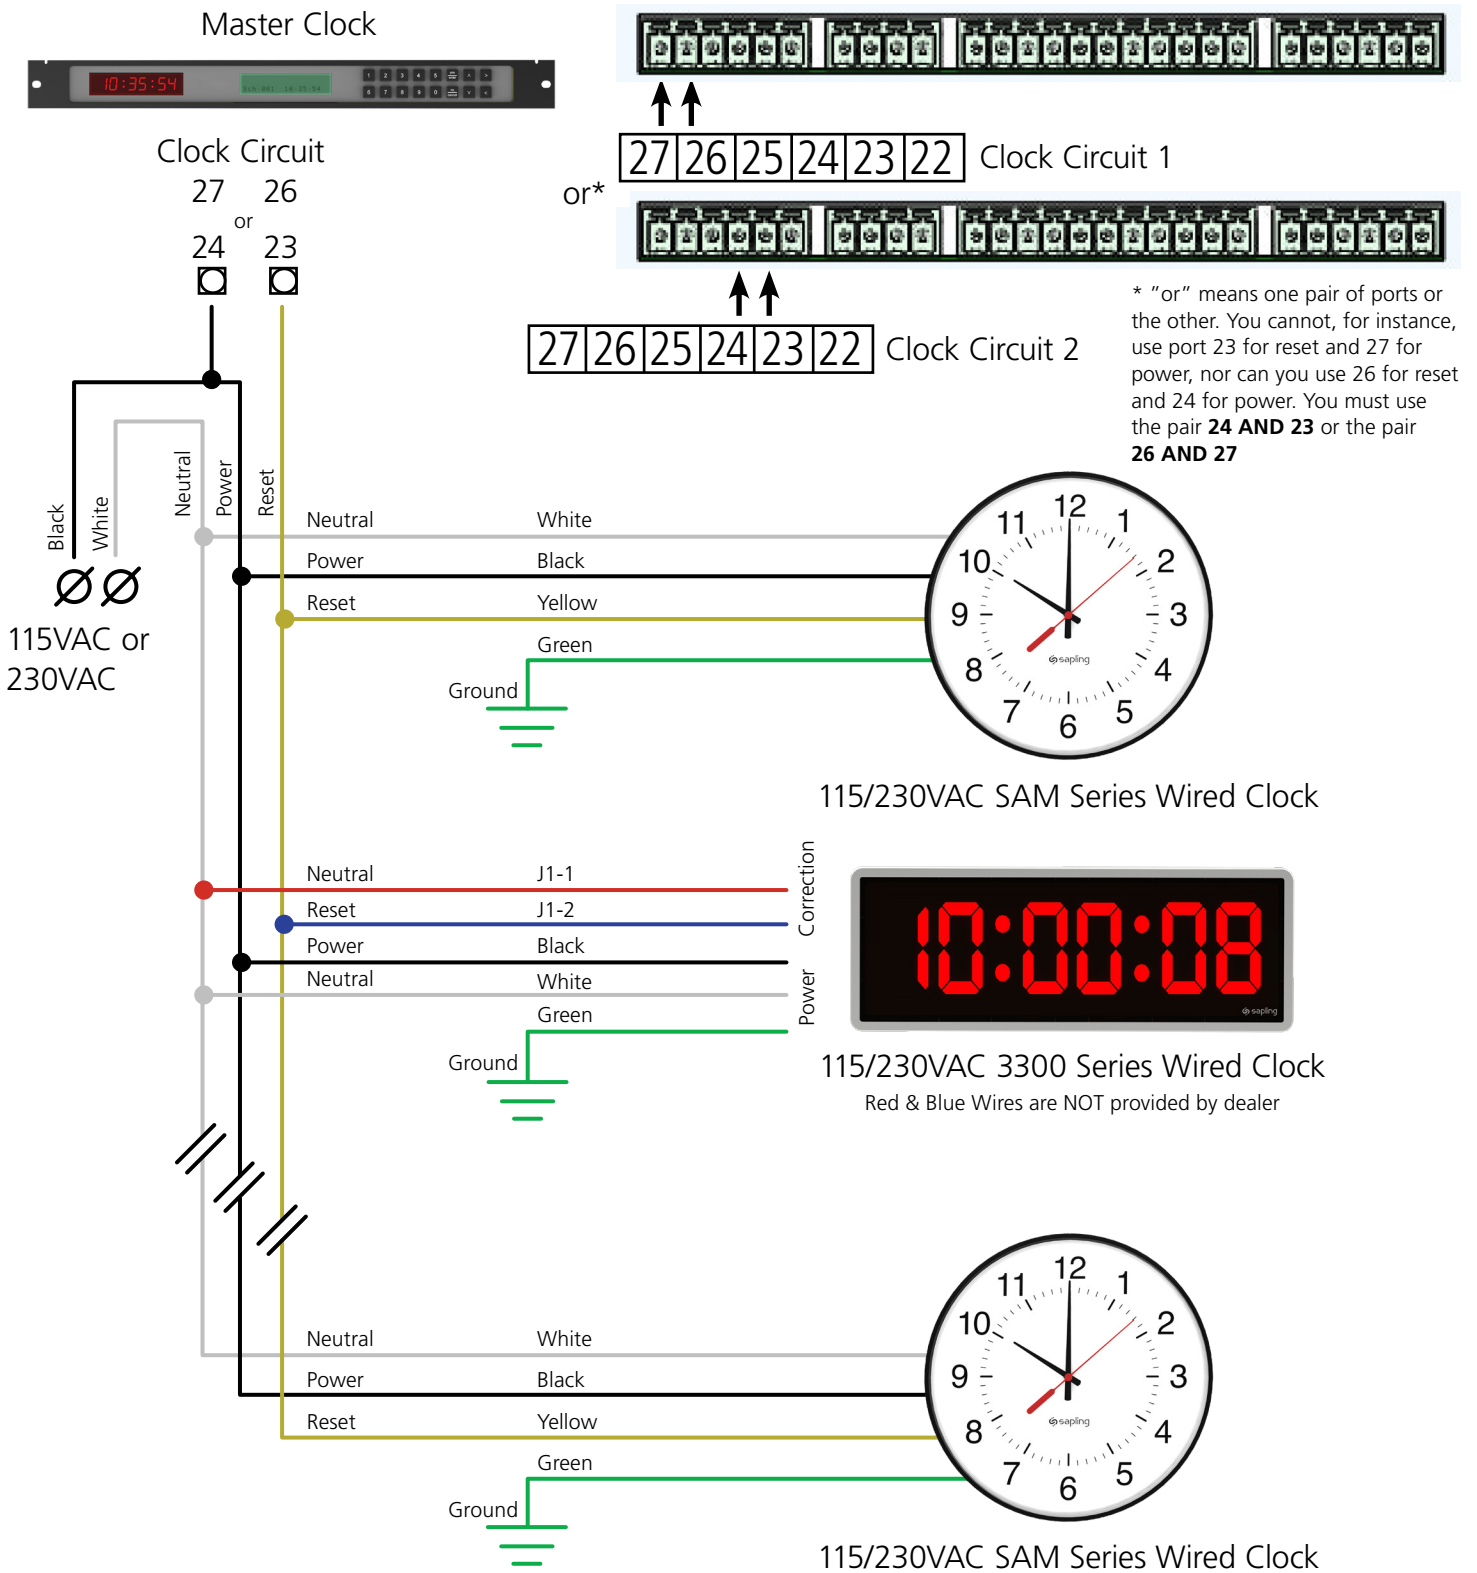 Master Clock
10:35:54
Clock Circuit
27 26
or
24 23
27 26 25 24 23 22 Clock Circuit 1
or*
27 26 25 24 23 22 Clock Circuit 2
* "or" means one pair of ports or
the other. You cannot, for instance,
use port 23 for reset and 27 for
power, nor can you use 26 for reset
and 24 for power. You must use
the pair 24 AND 23 or the pair
26 AND 27
Black
White
Neutral
Power
Reset
115VAC or
230VAC
Neutral White
Power Black
Reset Yellow
Green
Ground
12
1
2
3
4
5
6
7
8
9
10
11
sapling
115/230VAC SAM Series Wired Clock
Neutral J1-1
Reset J1-2
Power Black
Neutral White
Green
Ground
Correction
Power
10:00:08
sapling
115/230VAC 3300 Series Wired Clock
Red & Blue Wires are NOT provided by dealer
Neutral White
Power Black
Reset Yellow
Green
Ground
12
1
2
3
4
5
6
7
8
9
10
11
sapling
115/230VAC SAM Series Wired Clock